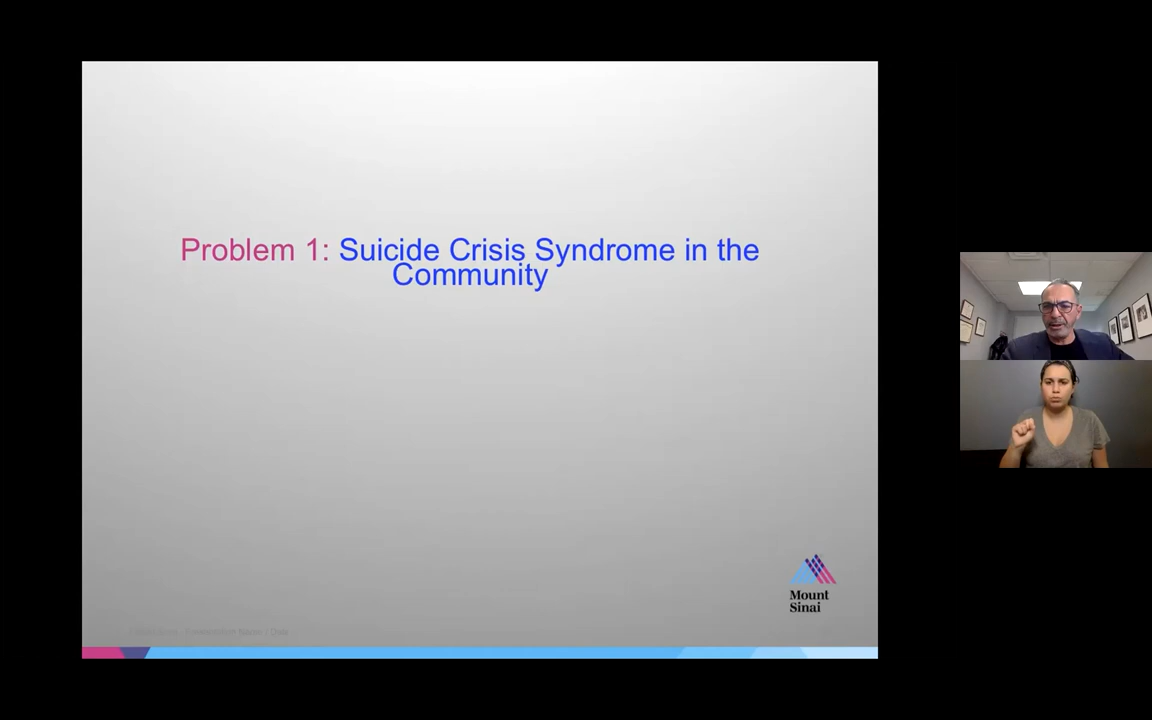 Problem 1: Suicide Crisis Syndrome in the
Community
Mount
Sinai